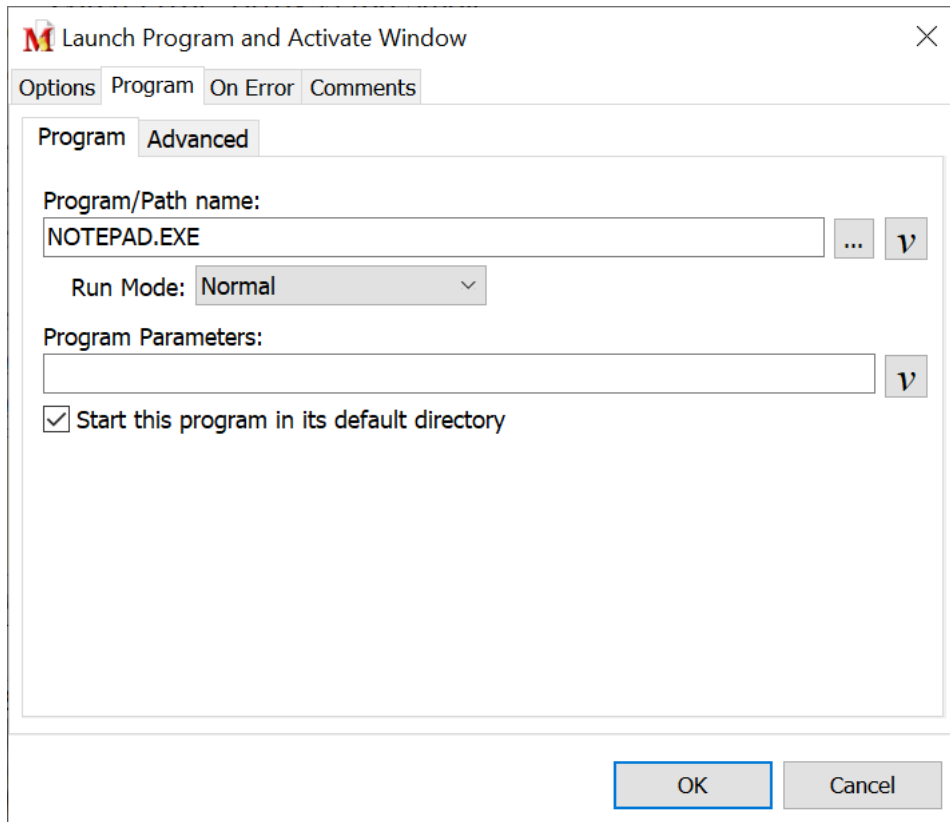 Launch Program and Activate Window
Options Program On Error Comments
Program Advanced
Program/Path name:
NOTEPAD.EXE ... v
Run Mode: Normal
Program Parameters:
v
Start this program in its default directory
OK Cancel